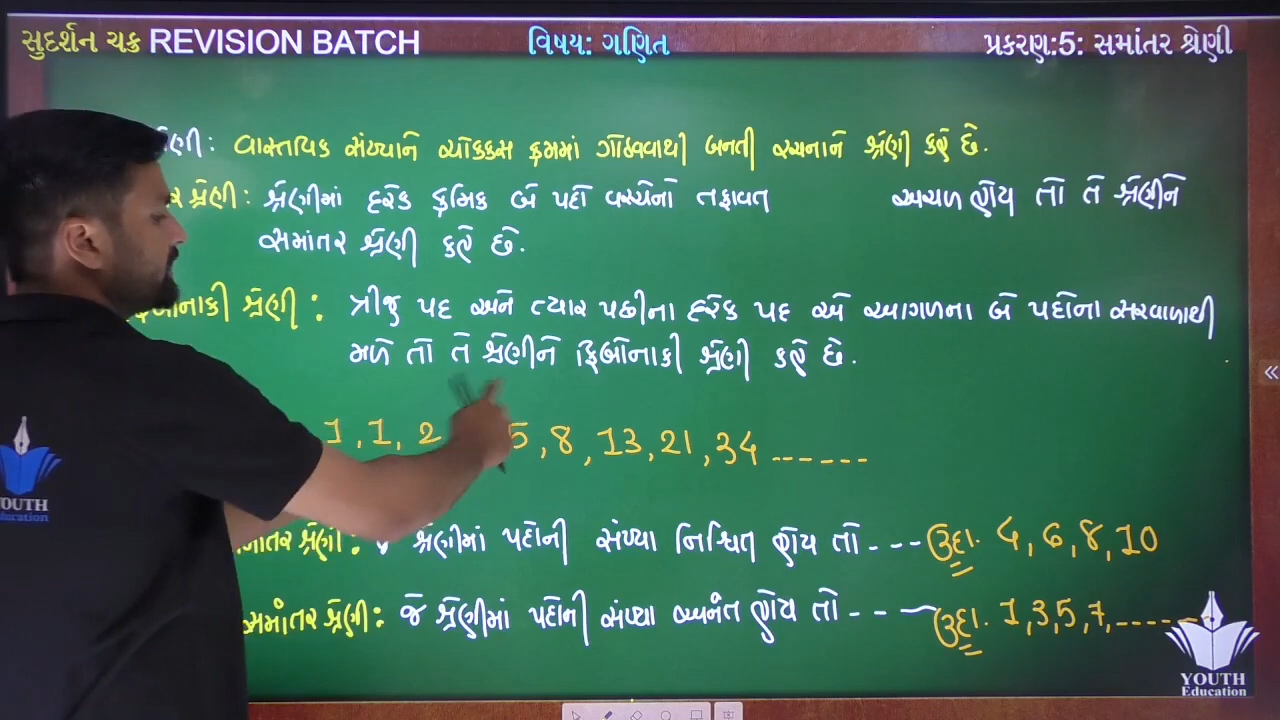 સુદર્શન ચક્ર REVISION BATCH
વિષય: ગણિત
પ્રકરણ:5: સમાંતર શ્રેણી
વાસ્તવિક સંખ્યાને ચોક્કસ ક્રમમાં ગોઠવવાથી બનતી રચનાને શ્રેણી કહે છે.
શ્રેણી: શ્રેણીમાં દરેક ક્રમિક બે પદો વચ્ચેનો તફાવત અચળ હોય તો તે શ્રેણીને
સમાંતર શ્રેણી કહે છે.
શ્રેણી: ત્રીજુ પદ અને ત્યાર પછીના દરેક પદ એ આગળના બે પદોના સરવાળાથી
મળે તો તે શ્રેણીને ફિબોનાકી શ્રેણી કહે છે.
1, 1, 2 5, 8, 13, 21, 34 ------
શ્રેણી: શ્રેણીમાં પદોની સંખ્યા નિશ્ચિત હોય તો --- ઉદા. 4, 6, 8, 10
શ્રેણી: જે શ્રેણીમાં પદોની સંખ્યા અનંત હોય તો --- ઉદા. 1, 3, 5, 7, ------
YOUTH
Education
YOUTH
Education